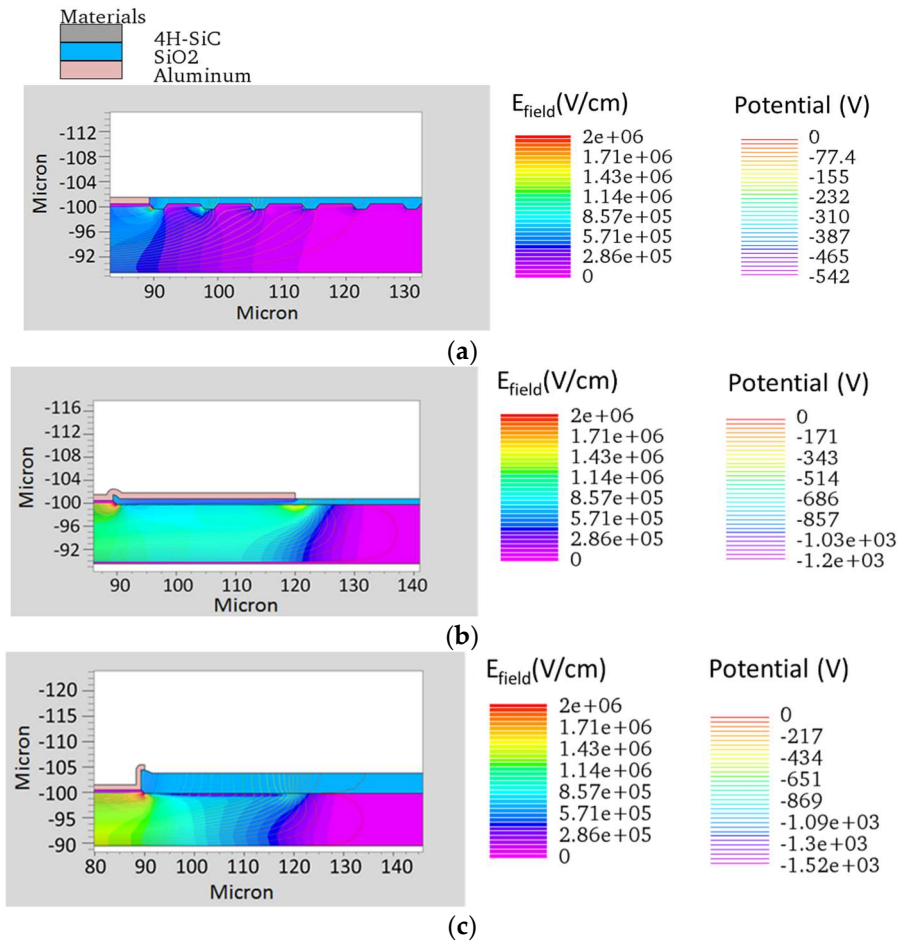 Materials
4H-SiC
SiO2
Aluminum
E_field(V/cm)
2e+06
1.71e+06
1.43e+06
1.14e+06
8.57e+05
5.71e+05
2.86e+05
0
Potential (V)
0
-77.4
-155
-232
-310
-387
-465
-542
Micron
-112
-108
-104
-100
-96
-92
90 100 110 120 130
Micron
(a)
E_field(V/cm)
2e+06
1.71e+06
1.43e+06
1.14e+06
8.57e+05
5.71e+05
2.86e+05
0
Potential (V)
0
-171
-343
-514
-686
-857
-1.03e+03
-1.2e+03
Micron
-116
-112
-108
-104
-100
-96
-92
90 100 110 120 130 140
Micron
(b)
E_field(V/cm)
2e+06
1.71e+06
1.43e+06
1.14e+06
8.57e+05
5.71e+05
2.86e+05
0
Potential (V)
0
-217
-434
-651
-869
-1.09e+03
-1.3e+03
-1.52e+03
Micron
-120
-115
-110
-105
-100
-95
-90
80 90 100 110 120 130 140
Micron
(c)